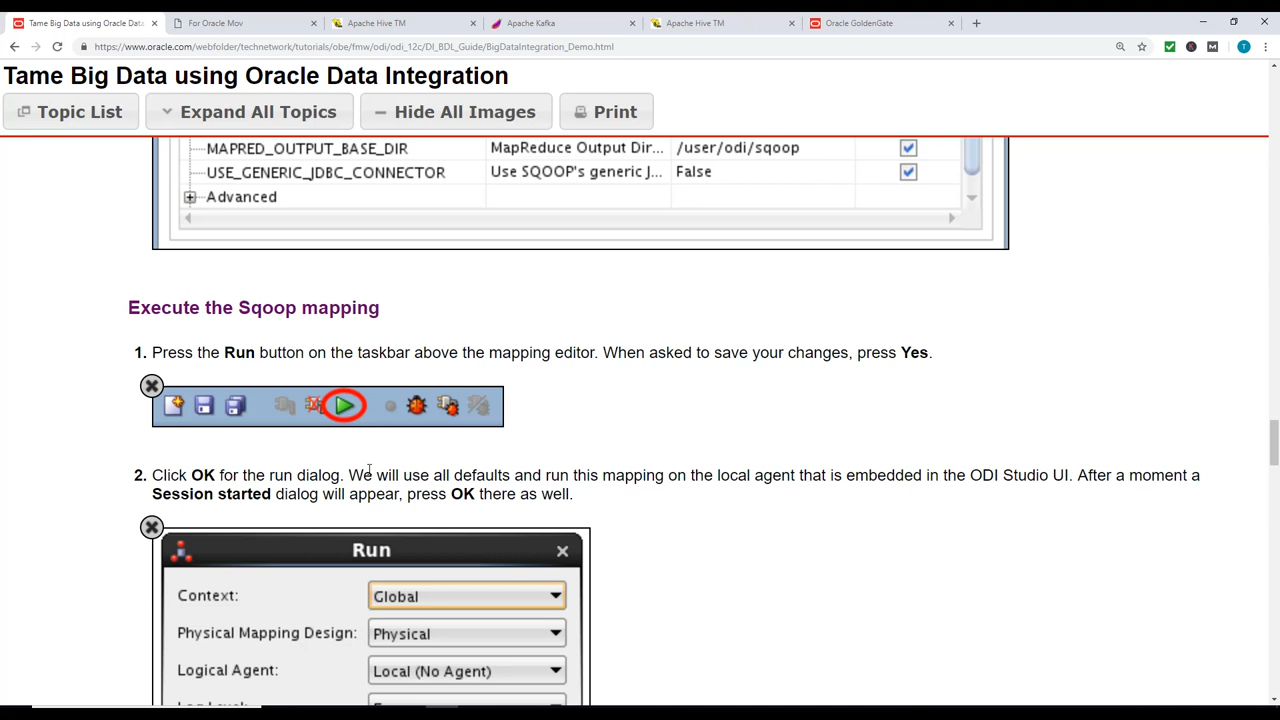 Tame Big Data using Oracle Data
For Oracle Mov
Apache Hive TM
Apache Kafka
Apache Hive TM
Oracle GoldenGate
https://www.oracle.com/webfolder/technetwork/tutorials/obe/fmw/odi/odi_12c/DI_BDL_Guide/BigDataIntegration_Demo.html
Tame Big Data using Oracle Data Integration
Topic List
Expand All Topics
Hide All Images
Print
MAPRED_OUTPUT_BASE_DIR MapReduce Output Dir... /user/odi/sqoop
USE_GENERIC_JDBC_CONNECTOR Use SQOOP's generic J... False
Advanced
Execute the Sqoop mapping
1. Press the Run button on the taskbar above the mapping editor. When asked to save your changes, press Yes.
2. Click OK for the run dialog. We will use all defaults and run this mapping on the local agent that is embedded in the ODI Studio UI. After a moment a
Session started dialog will appear, press OK there as well.
Run
Context: Global
Physical Mapping Design: Physical
Logical Agent: Local (No Agent)